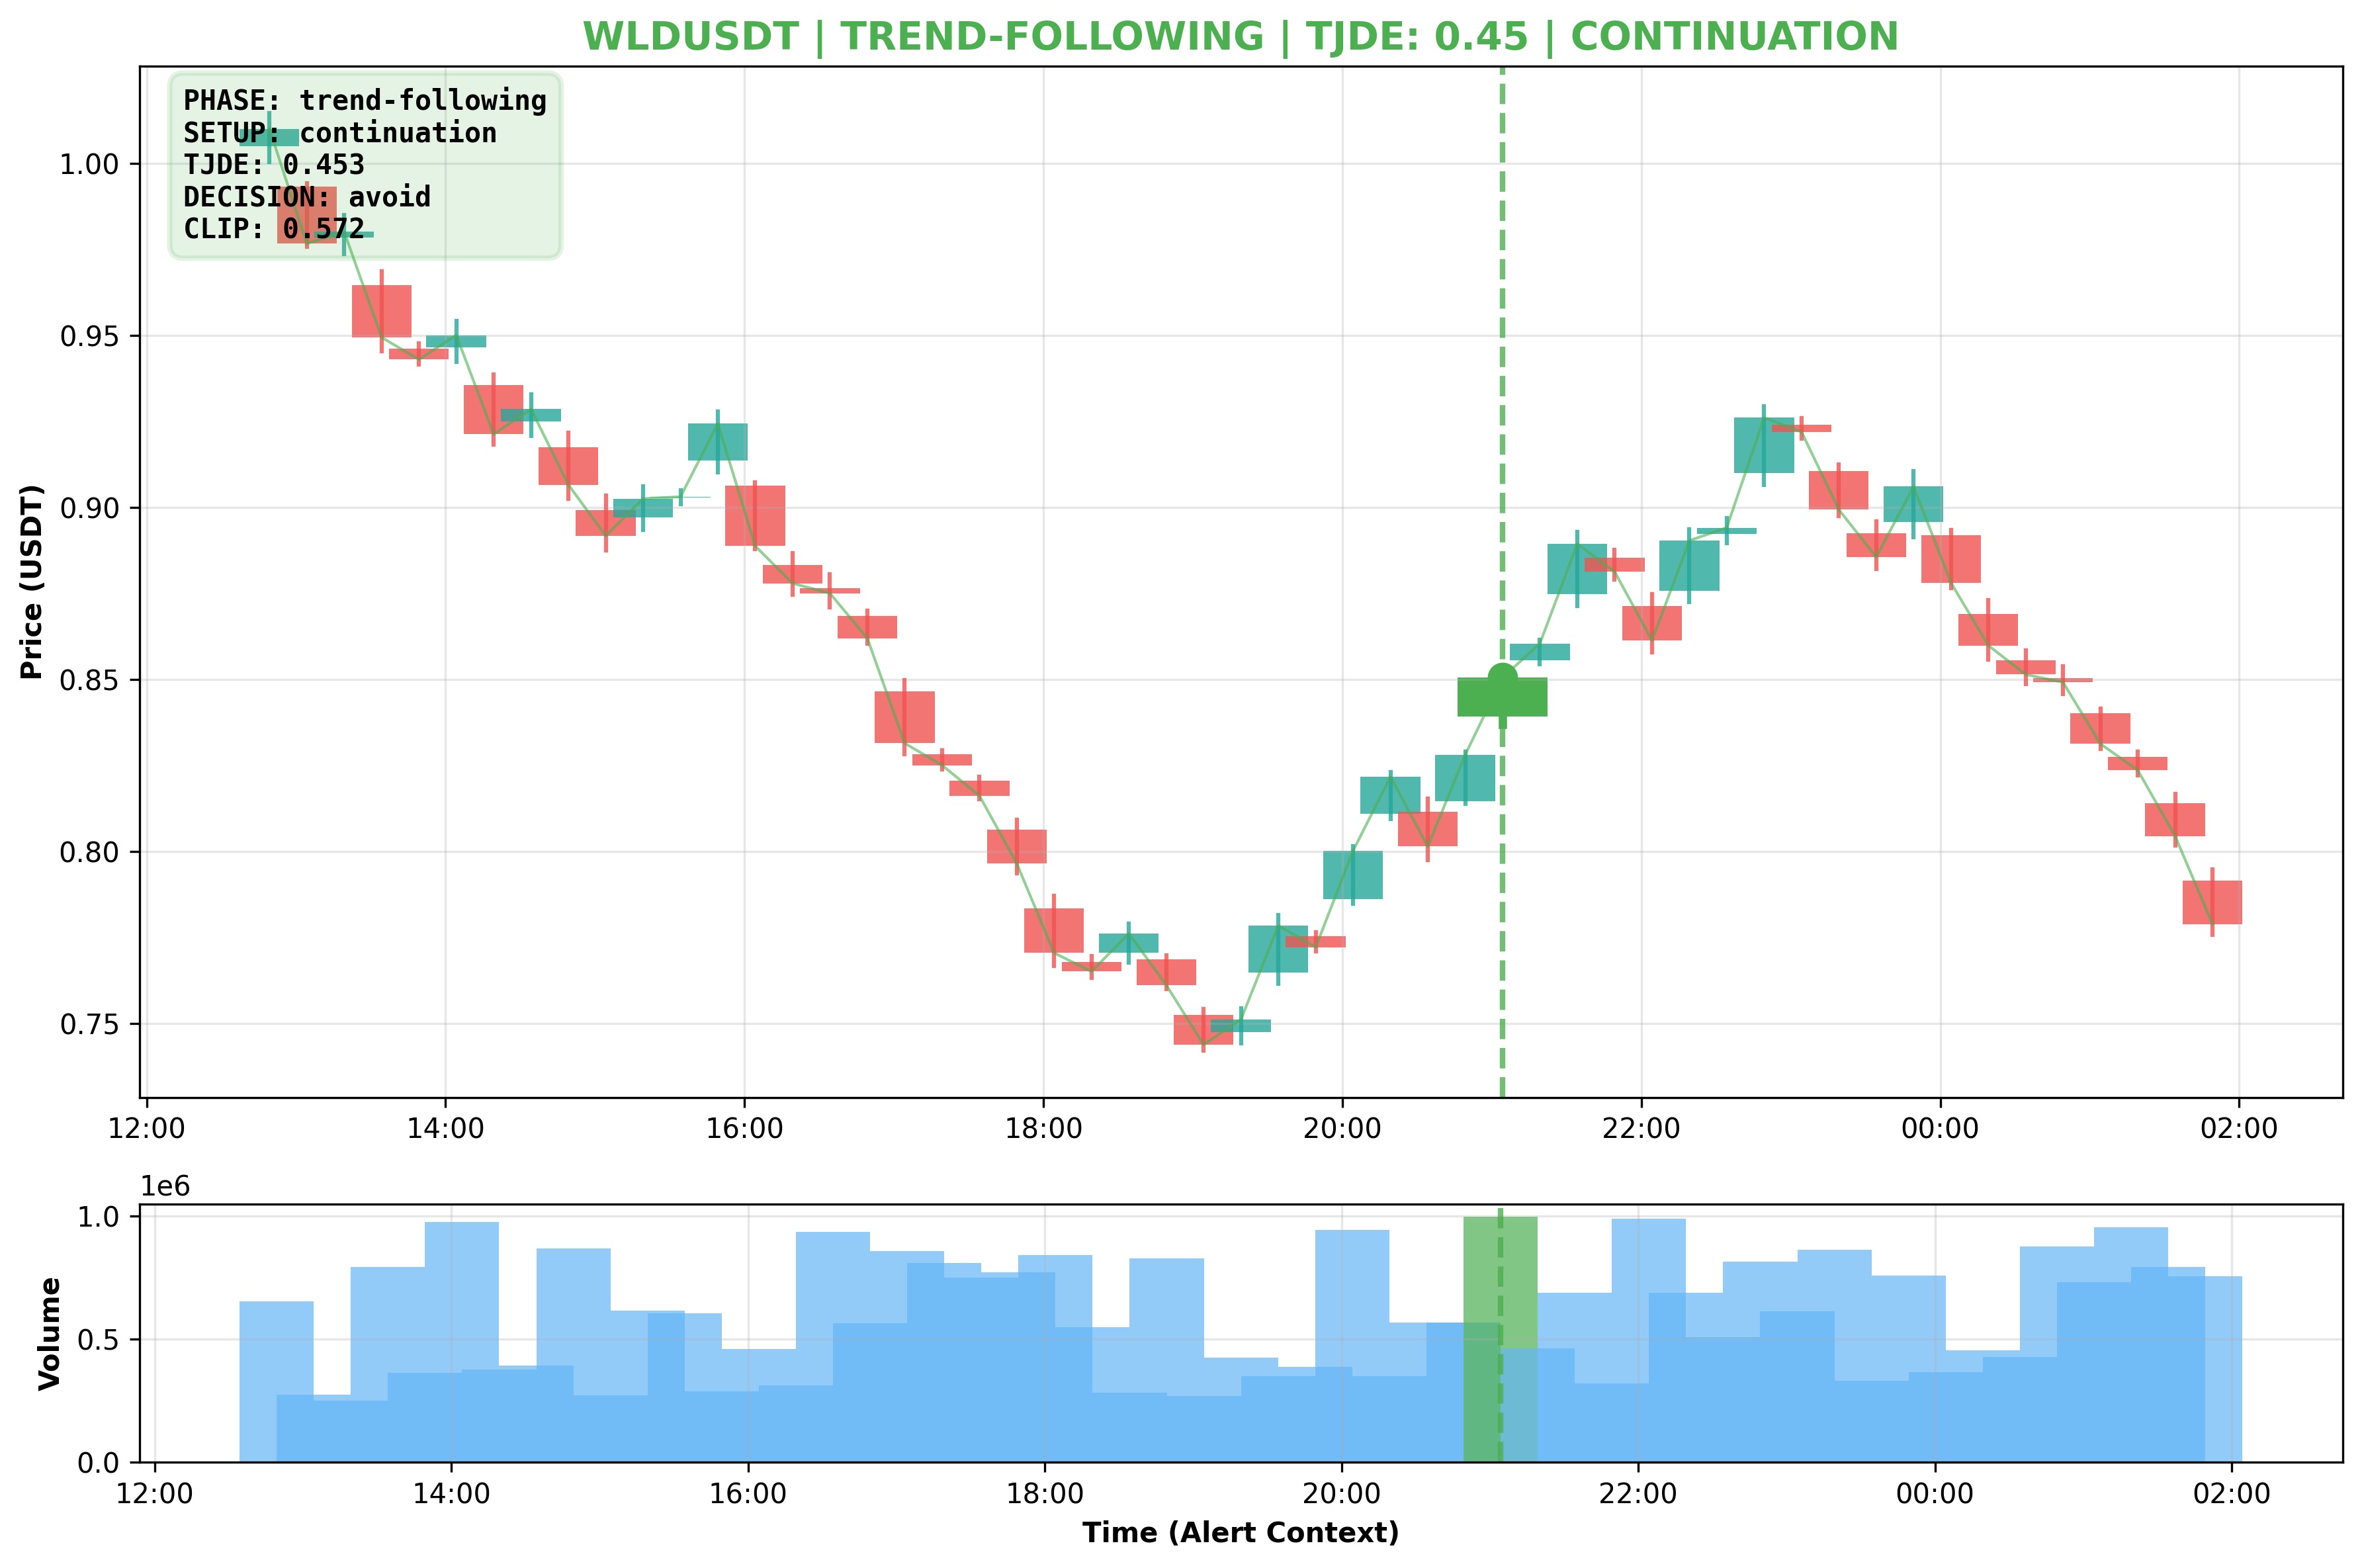 WLDUSDT | TREND-FOLLOWING | TJDE: 0.45 | CONTINUATION
PHASE: trend-following
SETUP: continuation
TJDE: 0.453
DECISION: avoid
CLIP: 0.572
Price (USDT)
1.00
0.95
0.90
0.85
0.80
0.75
12:00 14:00 16:00 18:00 20:00 22:00 00:00 02:00
1e6
Volume
1.0
0.5
0.0
12:00 14:00 16:00 18:00 20:00 22:00 00:00 02:00
Time (Alert Context)